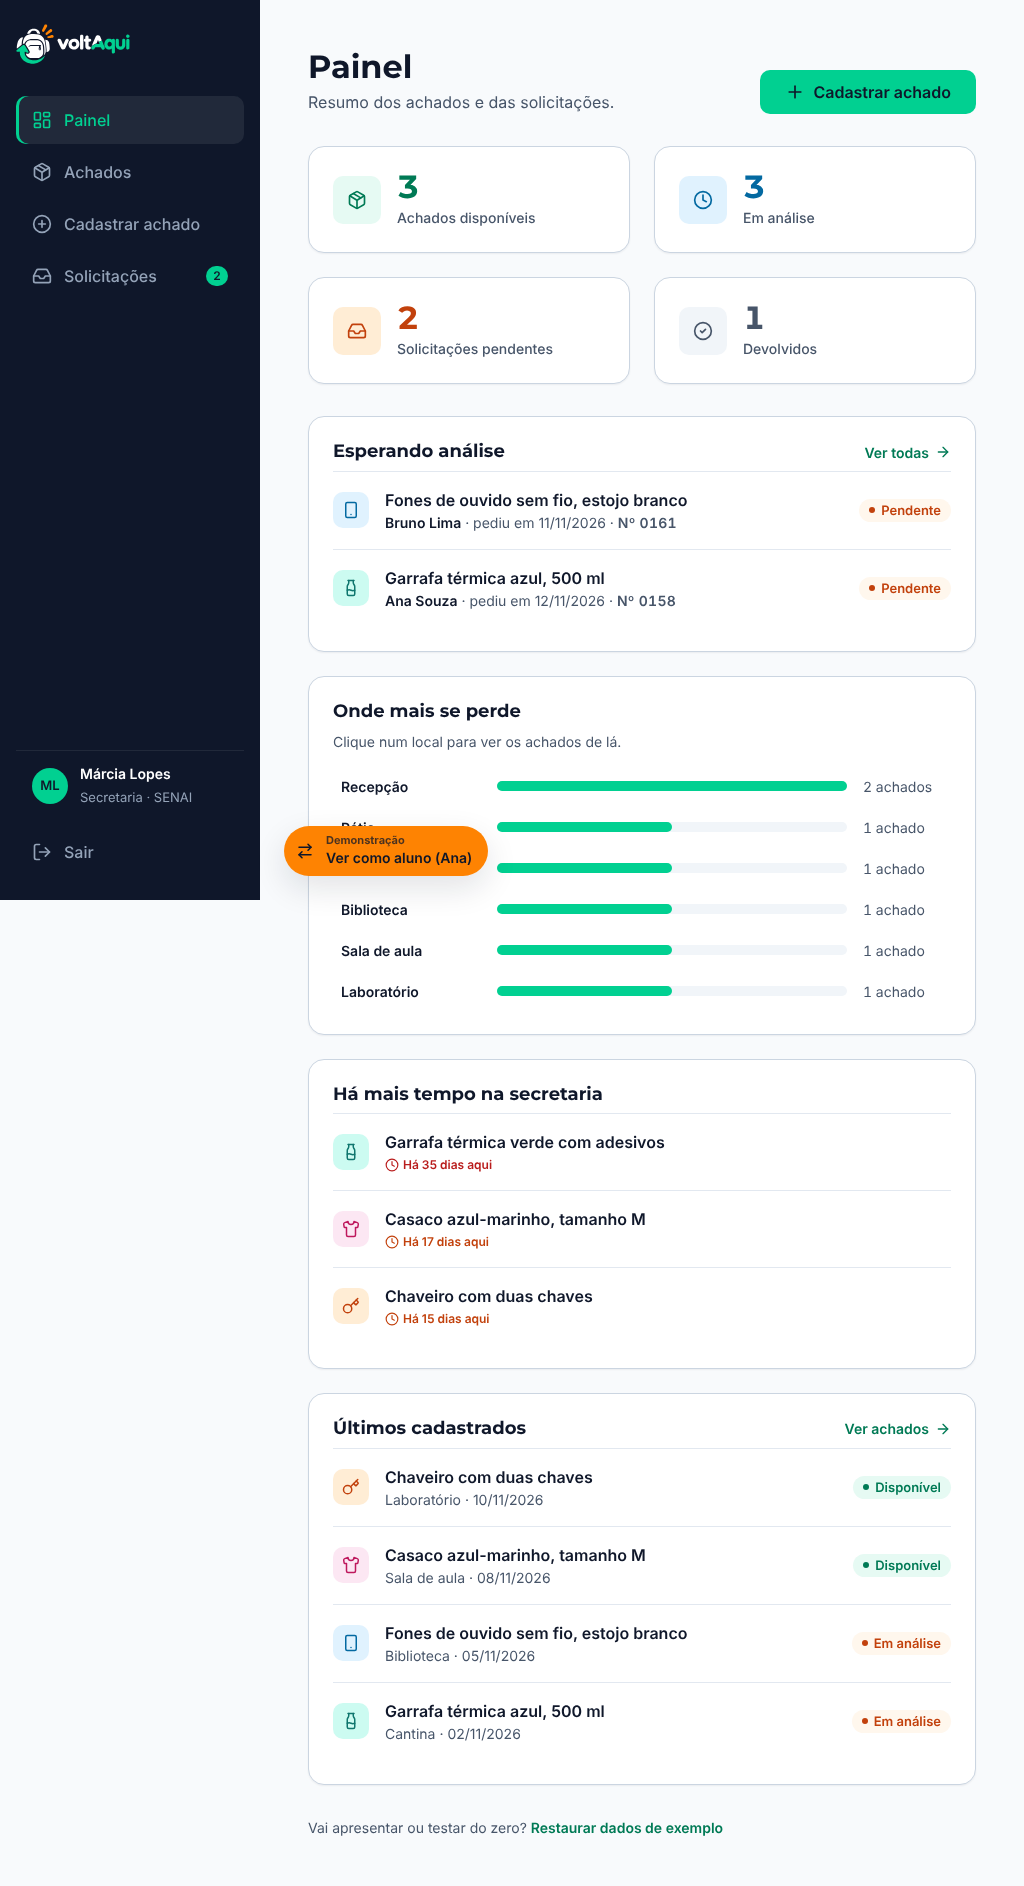 voltAqui
Painel
Achados
Cadastrar achado
Solicitações 2
ML
Márcia Lopes
Secretaria · SENAI
Sair
Painel
Resumo dos achados e das solicitações.
Cadastrar achado
3
Achados disponíveis
3
Em análise
2
Solicitações pendentes
1
Devolvidos
Esperando análise
Ver todas
Fones de ouvido sem fio, estojo branco
Bruno Lima · pediu em 11/11/2026 · Nº 0161
Pendente
Garrafa térmica azul, 500 ml
Ana Souza · pediu em 12/11/2026 · Nº 0158
Pendente
Onde mais se perde
Clique num local para ver os achados de lá.
Recepção 2 achados
1 achado
Demonstração
Ver como aluno (Ana)
1 achado
Biblioteca 1 achado
Sala de aula 1 achado
Laboratório 1 achado
Há mais tempo na secretaria
Garrafa térmica verde com adesivos
Há 35 dias aqui
Casaco azul-marinho, tamanho M
Há 17 dias aqui
Chaveiro com duas chaves
Há 15 dias aqui
Últimos cadastrados
Ver achados
Chaveiro com duas chaves
Laboratório · 10/11/2026
Disponível
Casaco azul-marinho, tamanho M
Sala de aula · 08/11/2026
Disponível
Fones de ouvido sem fio, estojo branco
Biblioteca · 05/11/2026
Em análise
Garrafa térmica azul, 500 ml
Cantina · 02/11/2026
Em análise
Vai apresentar ou testar do zero? Restaurar dados de exemplo